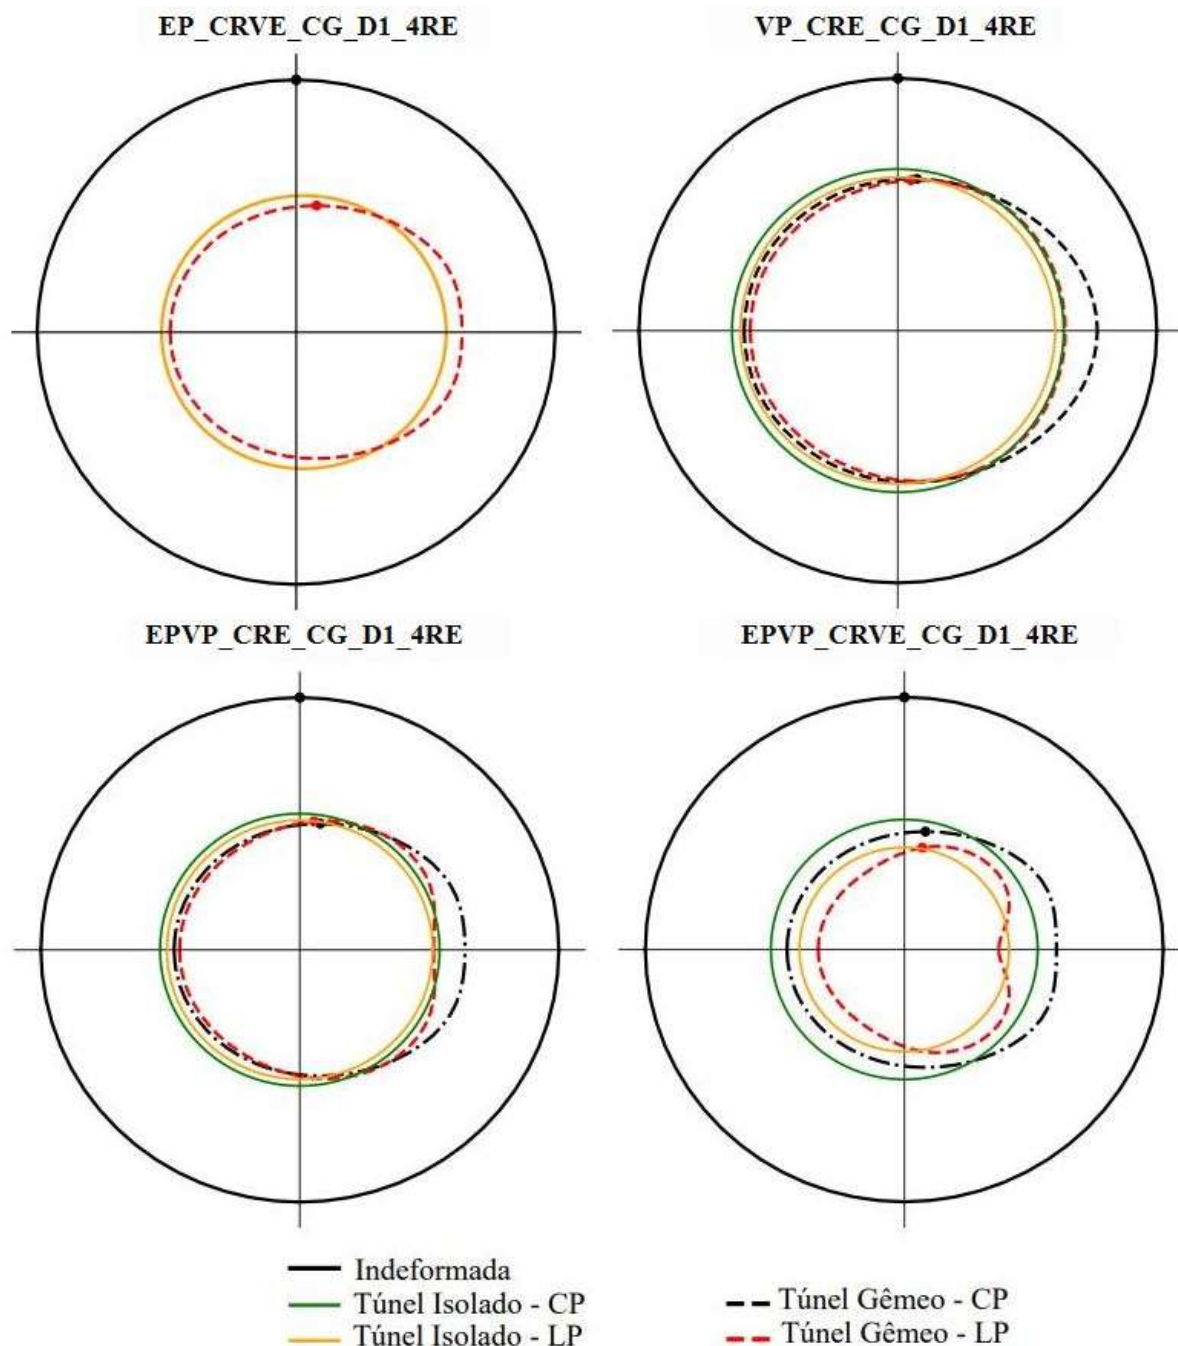 EP_CRVE_CG_D1_4RE
VP_CRE_CG_D1_4RE
EPVP_CRE_CG_D1_4RE
EPVP_CRVE_CG_D1_4RE
Indeformada
Túnel Isolado - CP
Túnel Isolado - LP
Túnel Gêmeo - CP
Túnel Gêmeo - LP